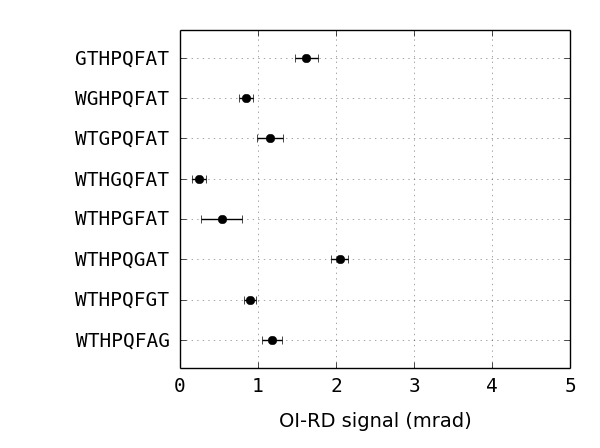 GTHPQFAT
WGHPQFAT
WTGPQFAT
WTHGQFAT
WTHPGFAT
WTHPQGAT
WTHPQFGT
WTHPQFAG
0 1 2 3 4 5
OI-RD signal (mrad)